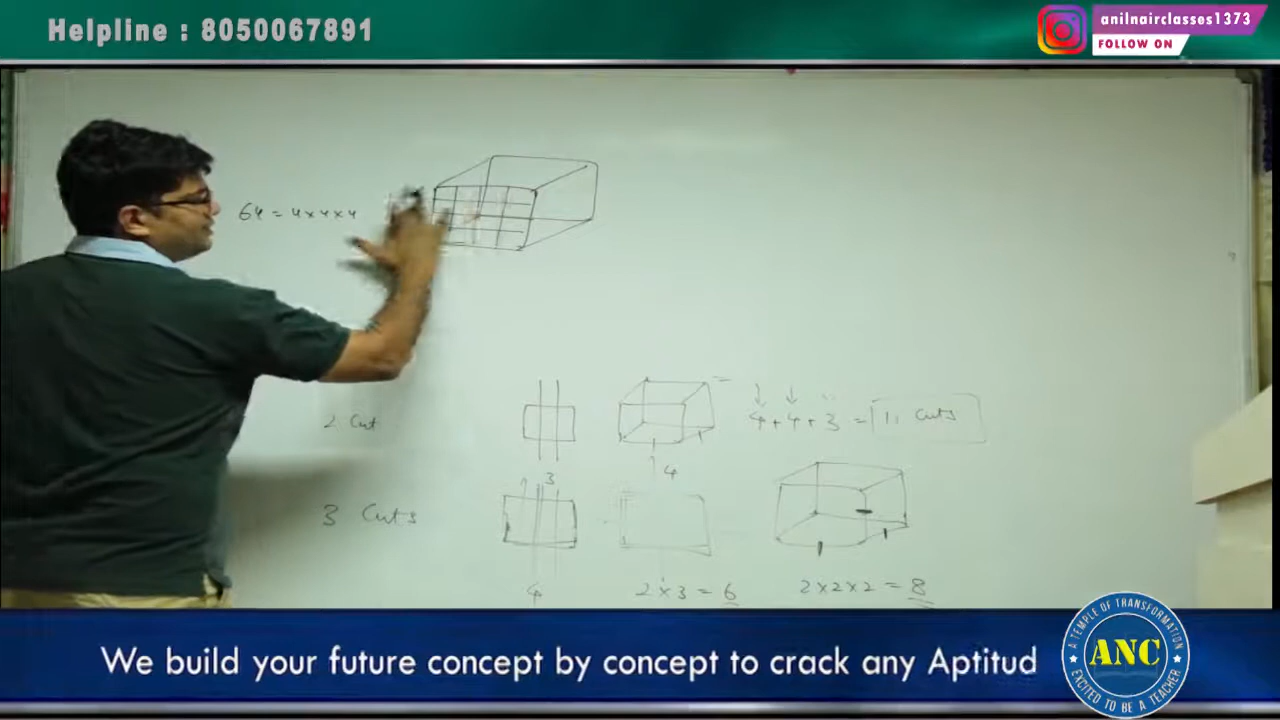 Helpline : 8050067891
anilnairclasses1373
FOLLOW ON
64 = 4 x 4 x 4
2 Cut
4 + 4 + 3 = 11 Cuts
4
3
3 Cuts
4
2 x 3 = 6
2 x 2 x 2 = 8
We build your future concept by concept to crack any Aptitud
A TEMPLE OF TRANSFORMATION
ANC
EXCITED TO BE A TEACHER